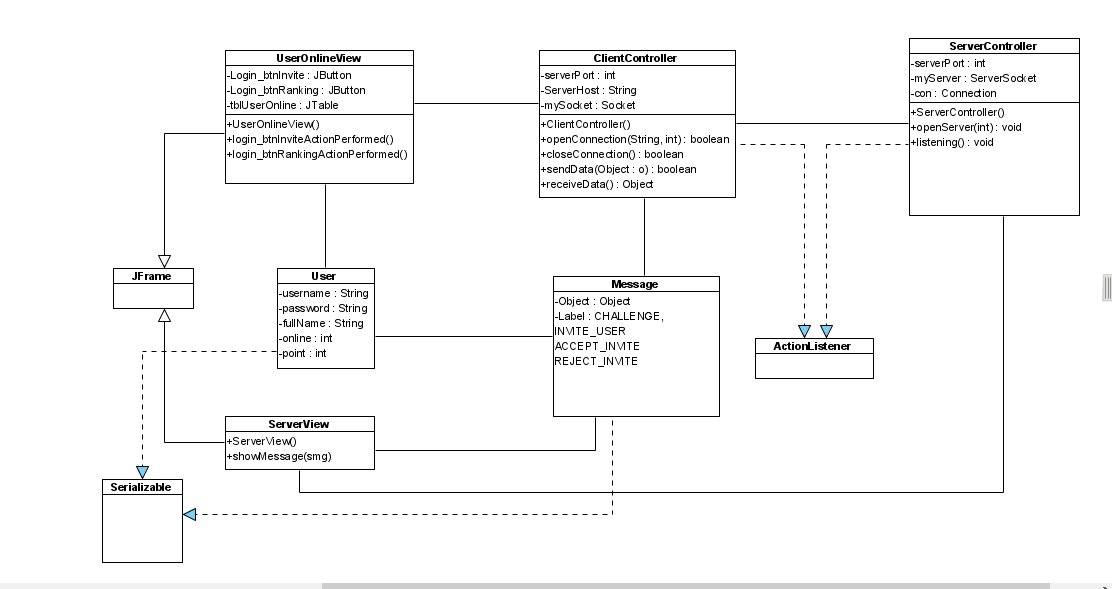 UserOnlineView
-Login_btnInvite : JButton
-Login_btnRanking : JButton
-tblUserOnline : JTable
+UserOnlineView()
+login_btnInviteActionPerformed()
+login_btnRankingActionPerformed()
ClientController
-serverPort : int
-ServerHost : String
-mySocket : Socket
+ClientController()
+openConnection(String, int) : boolean
+closeConnection() : boolean
+sendData(Object : o) : boolean
+receiveData() : Object
ServerController
-serverPort : int
-myServer : ServerSocket
-con : Connection
+ServerController()
+openServer(int) : void
+listening() : void
JFrame
User
-username : String
-password : String
-fullName : String
-online : int
-point : int
Message
-Object : Object
-Label : CHALLENGE,
INVITE_USER
ACCEPT_INVITE
REJECT_INVITE
ActionListener
ServerView
+ServerView()
+showMessage(smg)
Serializable